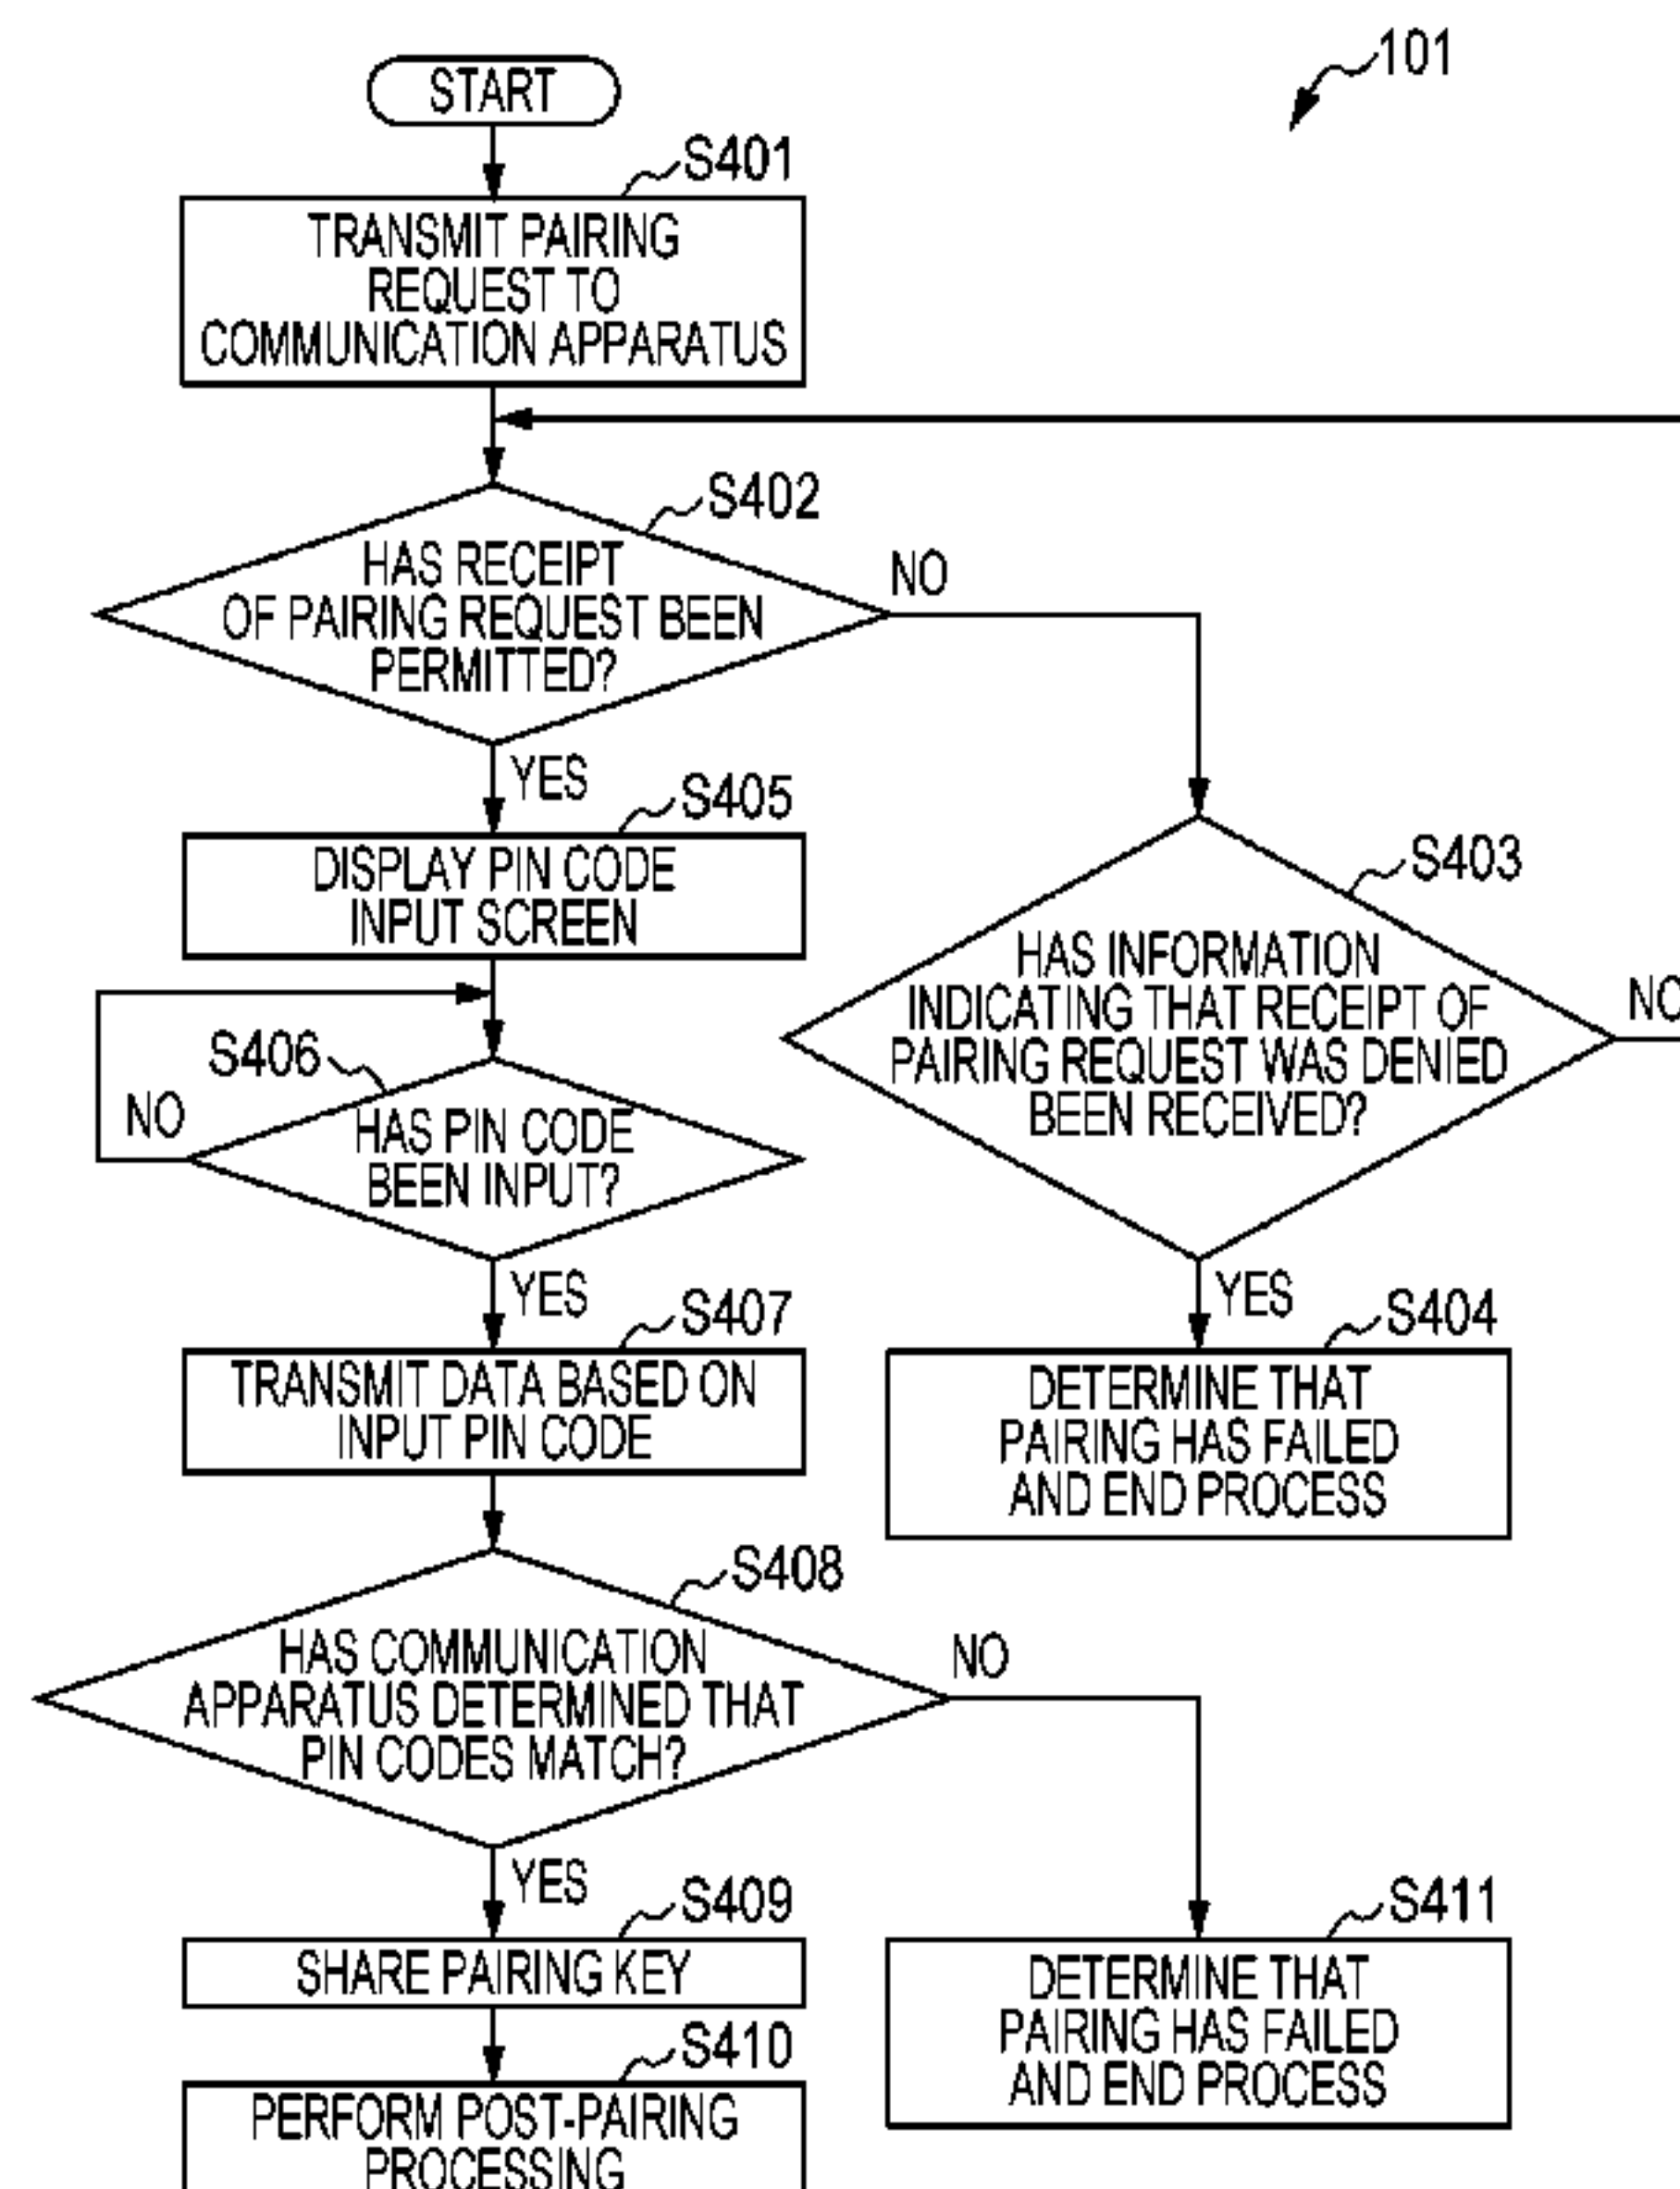 101
START
S401
TRANSMIT PAIRING
REQUEST TO
COMMUNICATION APPARATUS
S402
HAS RECEIPT
OF PAIRING REQUEST BEEN
PERMITTED?
NO
YES
S405
DISPLAY PIN CODE
INPUT SCREEN
S403
HAS INFORMATION
INDICATING THAT RECEIPT OF
PAIRING REQUEST WAS DENIED
BEEN RECEIVED?
NO
YES
S404
DETERMINE THAT
PAIRING HAS FAILED
AND END PROCESS
S406
HAS PIN CODE
BEEN INPUT?
NO
YES
S407
TRANSMIT DATA BASED ON
INPUT PIN CODE
S408
HAS COMMUNICATION
APPARATUS DETERMINED THAT
PIN CODES MATCH?
NO
YES
S409
SHARE PAIRING KEY
S411
DETERMINE THAT
PAIRING HAS FAILED
AND END PROCESS
S410
PERFORM POST-PAIRING
PROCESSING